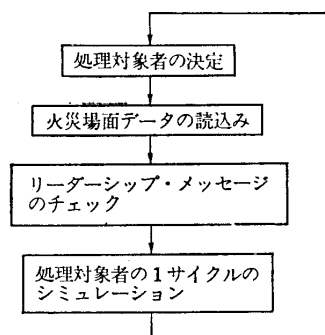 処理対象者の決定
火災場面データの読込み
リーダーシップ・メッセージ
のチェック
処理対象者の1サイクルの
シミュレーション